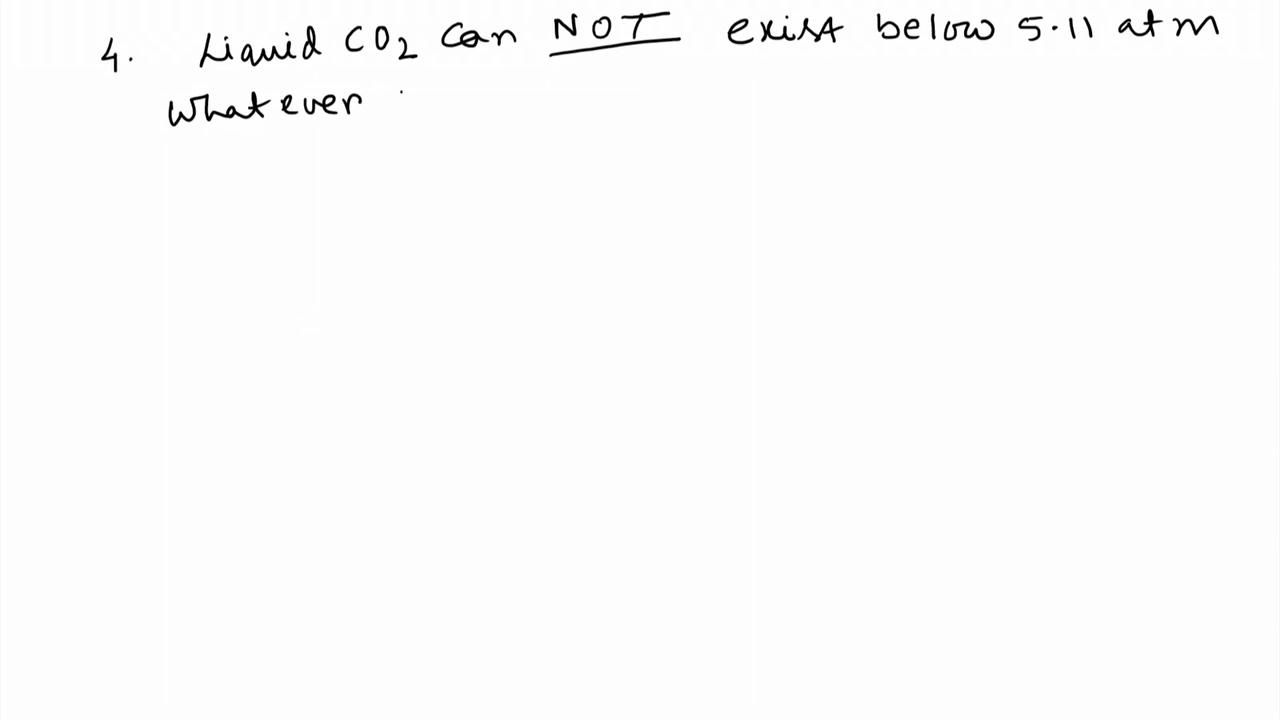 4. Liquid CO₂ can NOT exist below 5.11 atm
whatever